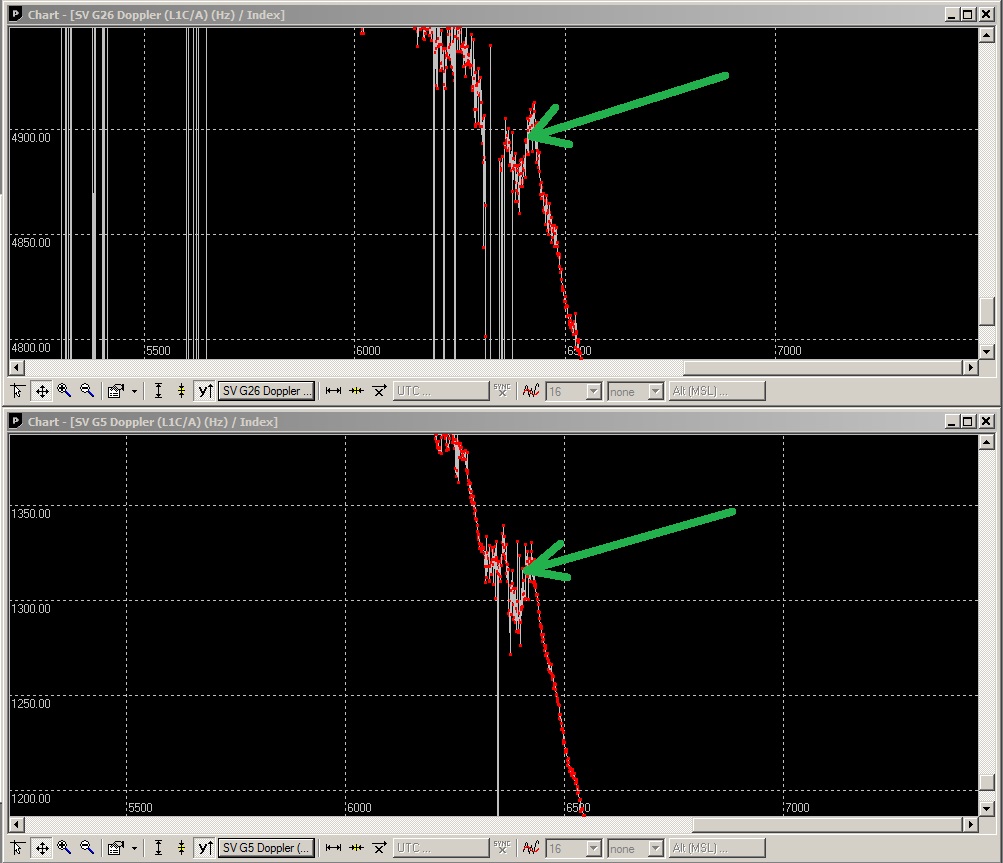 Chart - [SV G26 Doppler (L1C/A) (Hz) / Index]
4900.00
4850.00
4800.00
5500
6000
6500
7000
SV G26 Doppler ...
UTC ...
SYNC
16
none
Alt (MSL) ...
Chart - [SV G5 Doppler (L1C/A) (Hz) / Index]
1350.00
1300.00
1250.00
1200.00
5500
6000
6500
7000
SV G5 Doppler (...
UTC ...
SYNC
16
none
Alt (MSL) ...